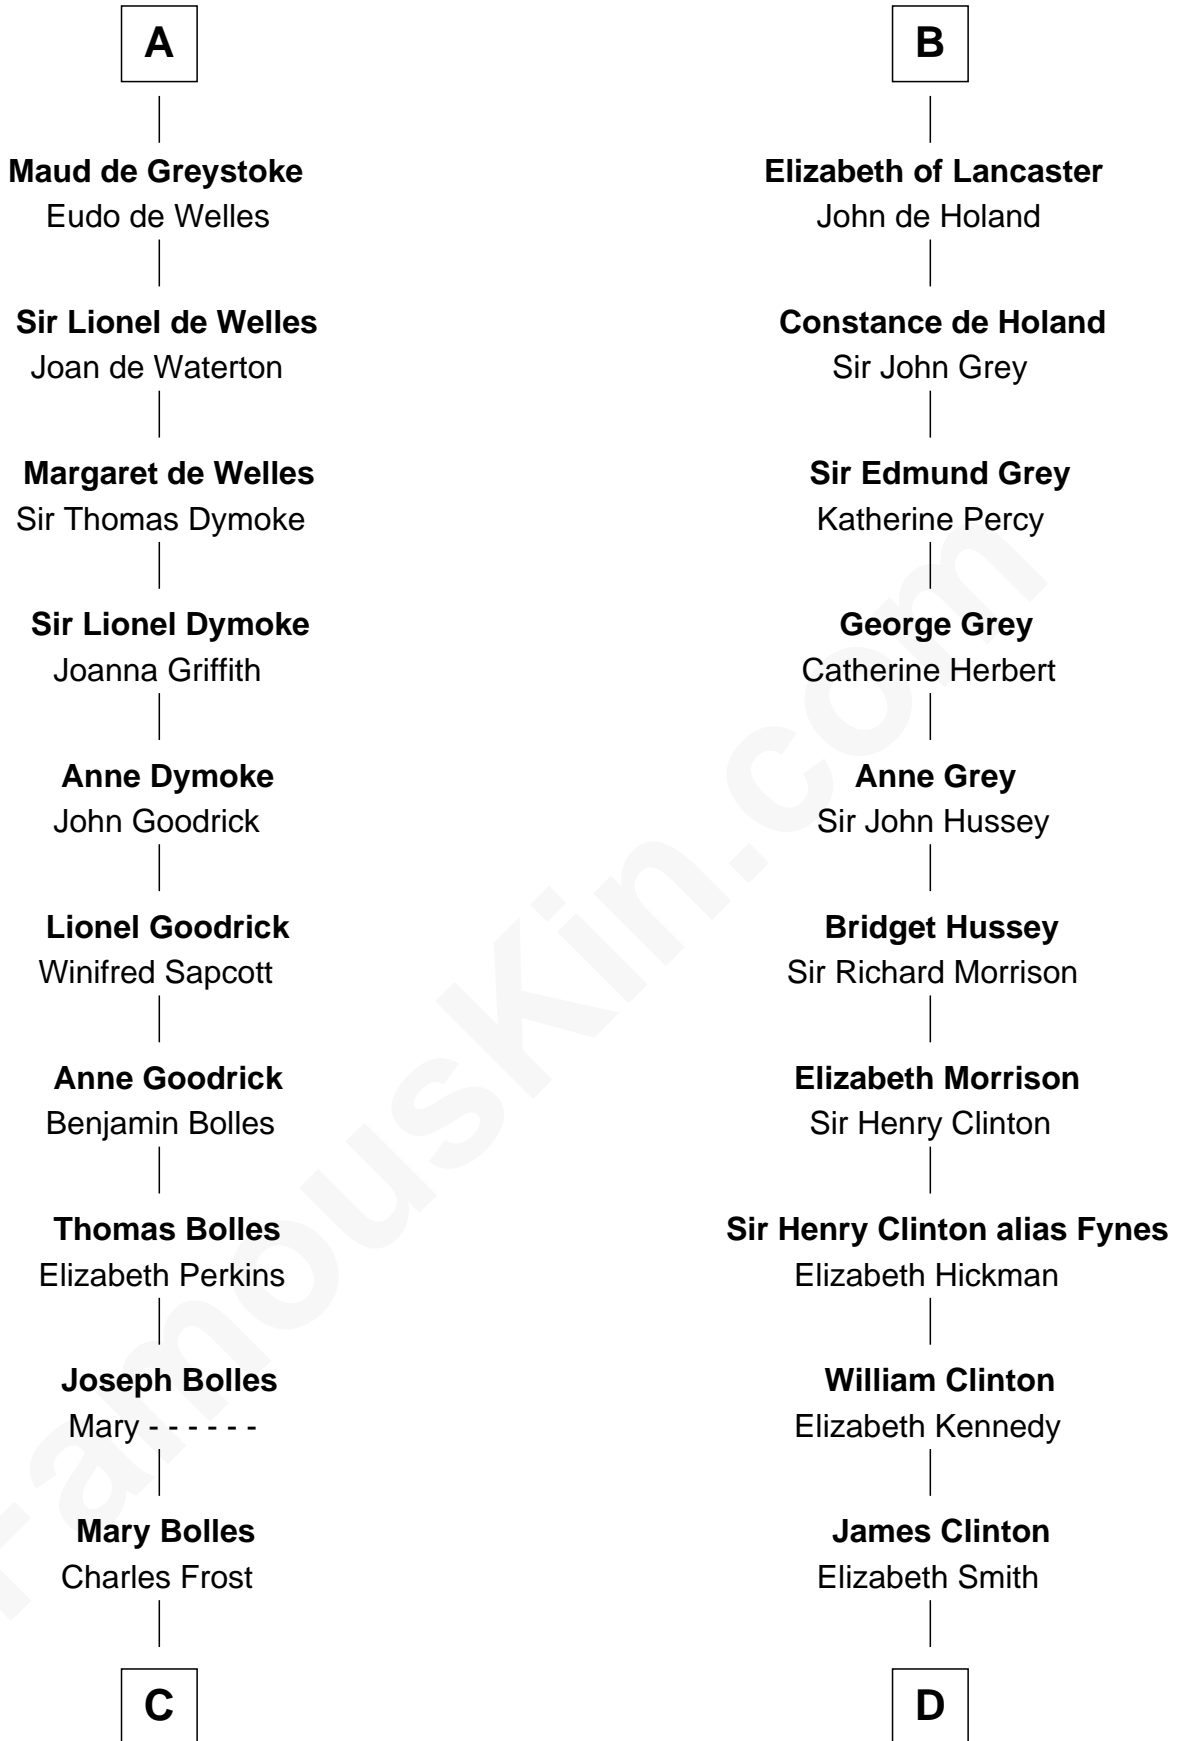 A
Maud de Greystoke
Eudo de Welles
Sir Lionel de Welles
Joan de Waterton
Margaret de Welles
Sir Thomas Dymoke
Sir Lionel Dymoke
Joanna Griffith
Anne Dymoke
John Goodrick
Lionel Goodrick
Winifred Sapcott
Anne Goodrick
Benjamin Bolles
Thomas Bolles
Elizabeth Perkins
Joseph Bolles
Mary - - - - - -
Mary Bolles
Charles Frost
C
B
Elizabeth of Lancaster
John de Holand
Constance de Holand
Sir John Grey
Sir Edmund Grey
Katherine Percy
George Grey
Catherine Herbert
Anne Grey
Sir John Hussey
Bridget Hussey
Sir Richard Morrison
Elizabeth Morrison
Sir Henry Clinton
Sir Henry Clinton alias Fynes
Elizabeth Hickman
William Clinton
Elizabeth Kennedy
James Clinton
Elizabeth Smith
D
FamousKin.com